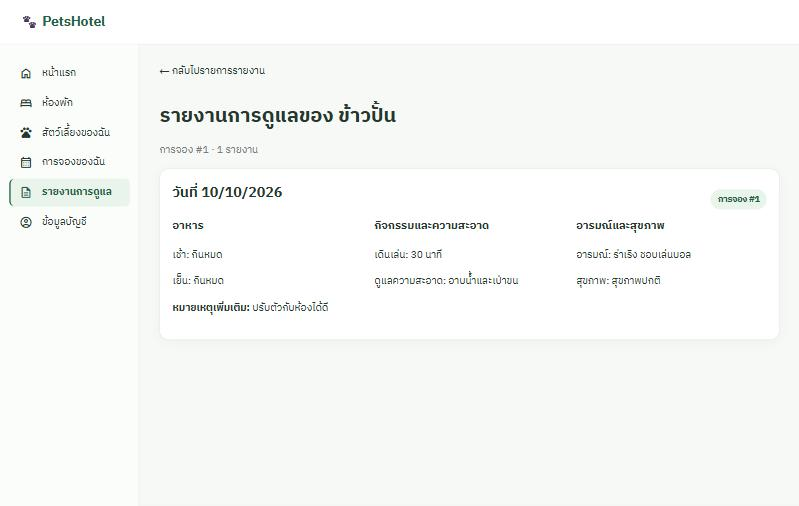 PetsHotel
หน้าแรก
ห้องพัก
สัตว์เลี้ยงของฉัน
การจองของฉัน
รายงานการดูแล
ข้อมูลบัญชี
← กลับไปรายการรายงาน
รายงานการดูแลของ ข้าวปั้น
การจอง #1 · 1 รายงาน
วันที่ 10/10/2026
การจอง #1
อาหาร
เช้า: กินหมด
เย็น: กินหมด
กิจกรรมและความสะอาด
เดินเล่น: 30 นาที
ดูแลความสะอาด: อาบน้ำและเป่าขน
อารมณ์และสุขภาพ
อารมณ์: ร่าเริง ชอบเล่นบอล
สุขภาพ: สุขภาพปกติ
หมายเหตุเพิ่มเติม: ปรับตัวกับห้องได้ดี